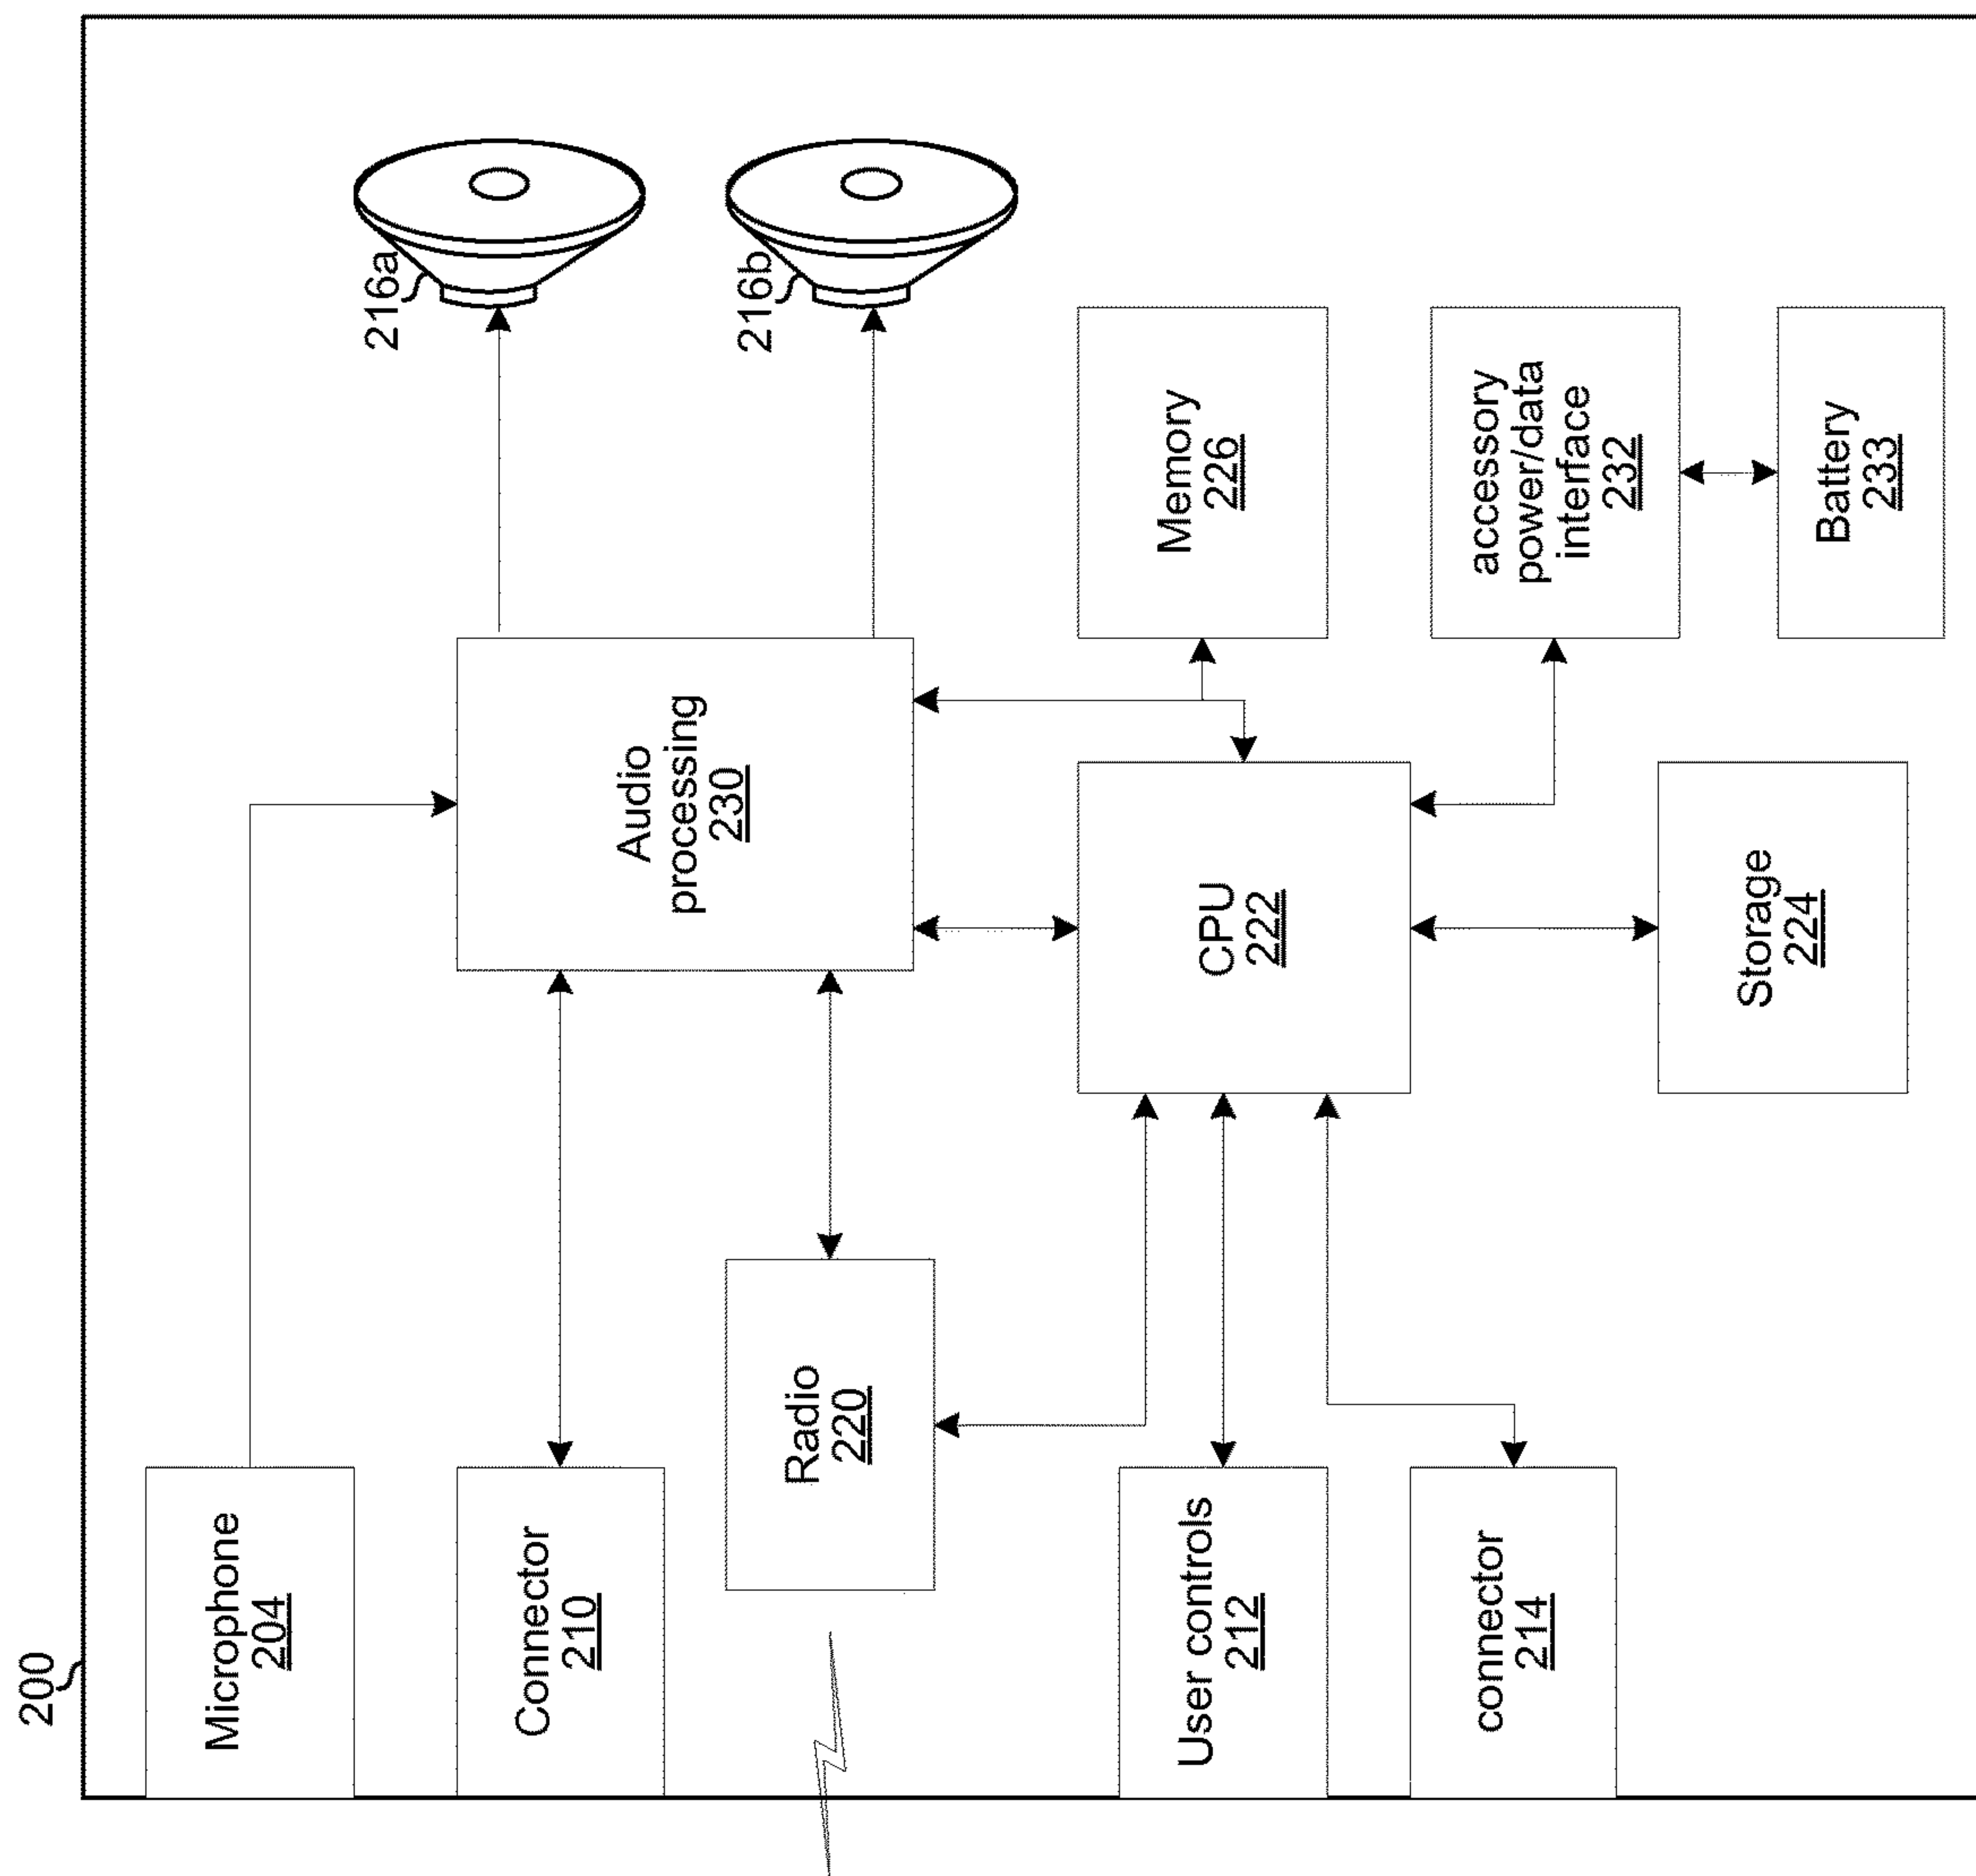 200
Microphone
204
Connector
210
Radio
220
User controls
212
connector
214
Audio
processing
230
CPU
222
Storage
224
216a
216b
Memory
226
accessory
power/data
interface
232
Battery
233